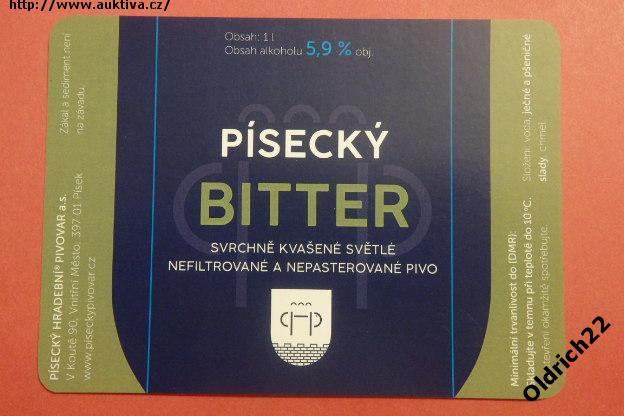 http://www.auktiva.cz/
Obsah: 1 l
Obsah alkoholu 5,9 % obj.
PÍSECKÝ
BITTER
SVRCHNĚ KVAŠENÉ SVĚTLÉ
NEFILTROVANÉ A NEPASTEROVANÉ PIVO
Zákal a sediment není
na závadu.
PÍSECKÝ HRADEBNÍ® PIVOVAR a.s.
V Koutě 90, Vnitřní Město, 397 01 Písek
www.piseckypivovar.cz
Složení: voda, ječné a pšeničné
slady, chmel.
Minimální trvanlivost do (DMR):
Skladujte v temnu při teplotě do 10 °C.
otevření okamžitě spotřebujte.
Oldrich22